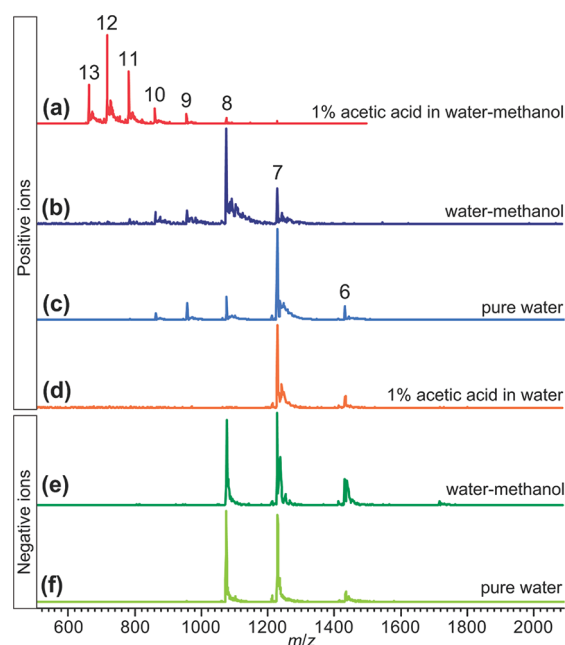 Positive ions
Negative ions
12
13
11
10
9
8
(a)
1% acetic acid in water-methanol
7
(b)
water-methanol
6
(c)
pure water
(d)
1% acetic acid in water
(e)
water-methanol
(f)
pure water
600 800 1000 1200 1400 1600 1800 2000
m/z